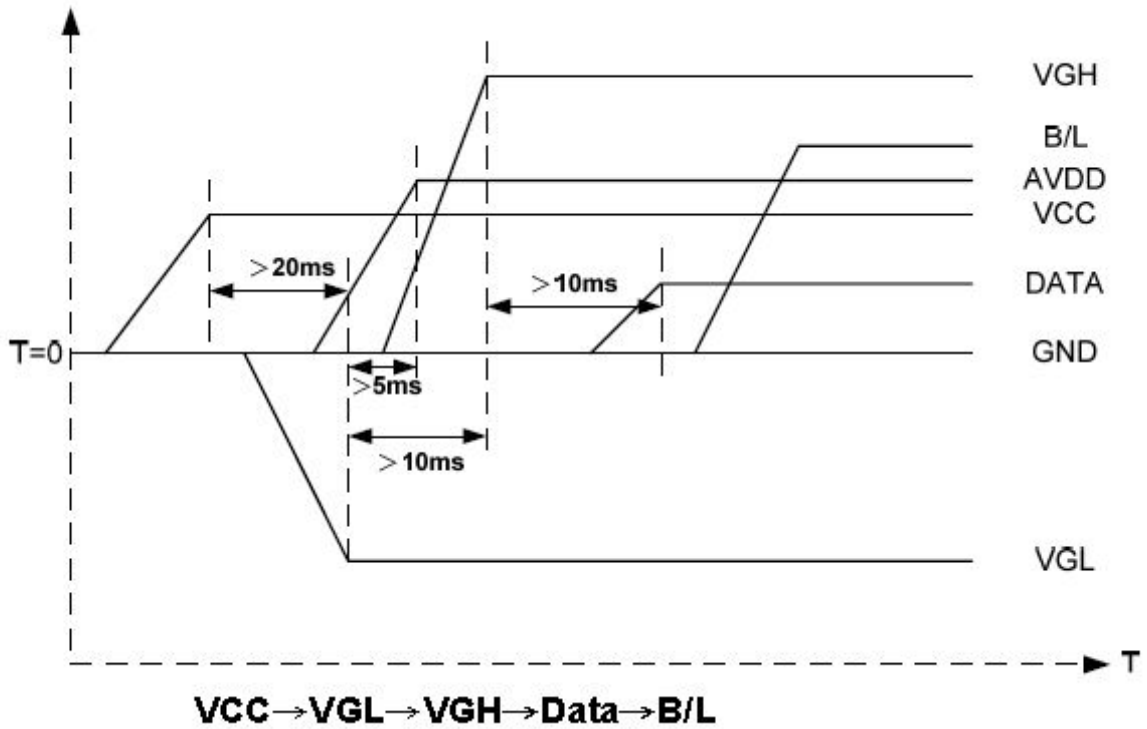 VGH
B/L
AVDD
VCC
>20ms
>10ms
DATA
T=0
GND
>5ms
>10ms
VGL
T
VCC→VGL→VGH→Data→B/L